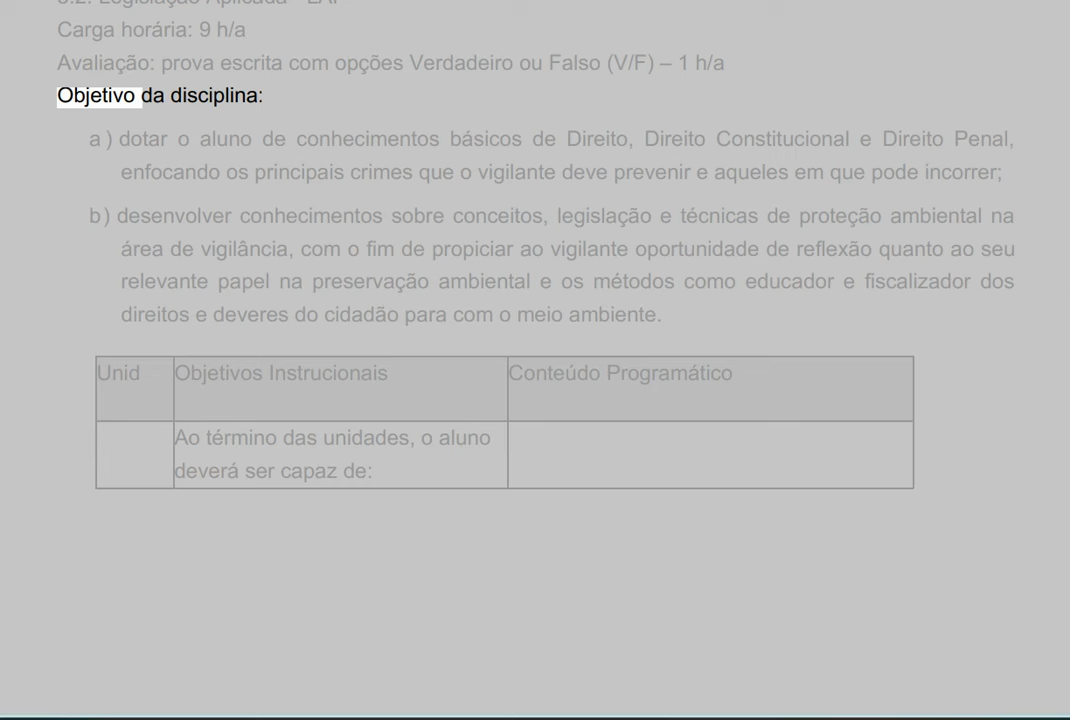 Legislação Aplicada
Carga horária: 9 h/a
Avaliação: prova escrita com opções Verdadeiro ou Falso (V/F) – 1 h/a
Objetivo da disciplina:
a) dotar o aluno de conhecimentos básicos de Direito, Direito Constitucional e Direito Penal,
enfocando os principais crimes que o vigilante deve prevenir e aqueles em que pode incorrer;
b) desenvolver conhecimentos sobre conceitos, legislação e técnicas de proteção ambiental na
área de vigilância, com o fim de propiciar ao vigilante oportunidade de reflexão quanto ao seu
relevante papel na preservação ambiental e os métodos como educador e fiscalizador dos
direitos e deveres do cidadão para com o meio ambiente.
Unid Objetivos Instrucionais Conteúdo Programático
Ao término das unidades, o aluno
deverá ser capaz de: